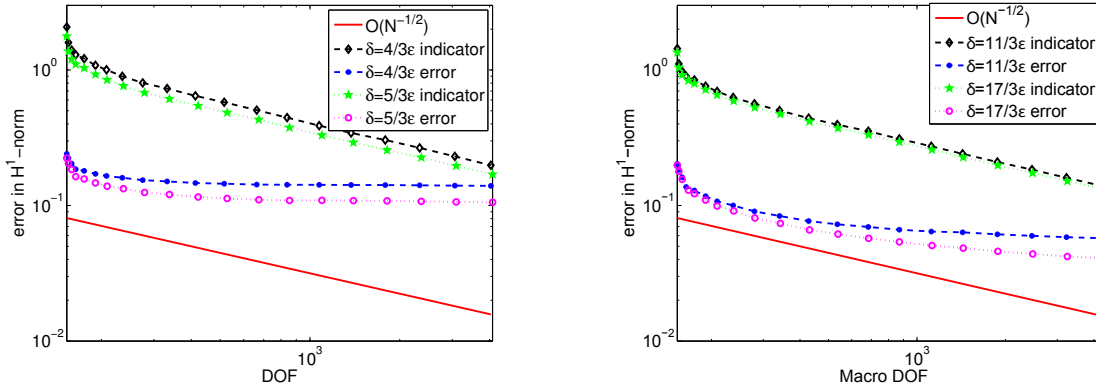 O(N^{-1/2})
δ=4/3ε indicator
δ=4/3ε error
δ=5/3ε indicator
δ=5/3ε error
10^0
10^{-1}
10^{-2}
10^3
error in H^1-norm
DOF
O(N^{-1/2})
δ=11/3ε indicator
δ=11/3ε error
δ=17/3ε indicator
δ=17/3ε error
10^0
10^{-1}
10^{-2}
10^3
error in H^1-norm
Macro DOF